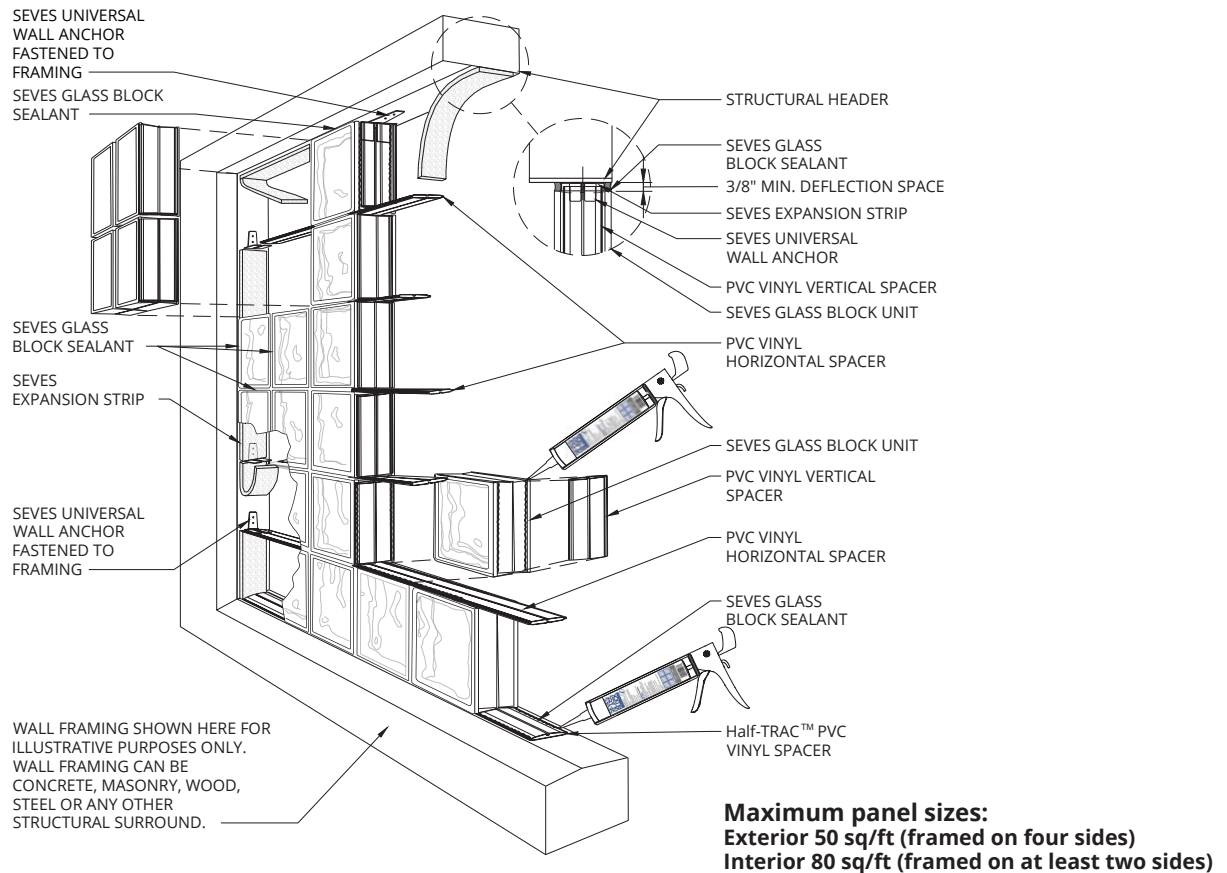 SEVES UNIVERSAL
WALL ANCHOR
FASTENED TO
FRAMING
SEVES GLASS BLOCK
SEALANT
SEVES GLASS
BLOCK SEALANT
SEVES
EXPANSION STRIP
SEVES UNIVERSAL
WALL ANCHOR
FASTENED TO
FRAMING
WALL FRAMING SHOWN HERE FOR
ILLUSTRATIVE PURPOSES ONLY.
WALL FRAMING CAN BE
CONCRETE, MASONRY, WOOD,
STEEL OR ANY OTHER
STRUCTURAL SURROUND.
STRUCTURAL HEADER
SEVES GLASS
BLOCK SEALANT
3/8" MIN. DEFLECTION SPACE
SEVES EXPANSION STRIP
SEVES UNIVERSAL
WALL ANCHOR
PVC VINYL VERTICAL SPACER
SEVES GLASS BLOCK UNIT
PVC VINYL
HORIZONTAL SPACER
SEVES GLASS BLOCK UNIT
PVC VINYL VERTICAL
SPACER
PVC VINYL
HORIZONTAL SPACER
SEVES GLASS
BLOCK SEALANT
Half-TRAC™ PVC
VINYL SPACER
Maximum panel sizes:
Exterior 50 sq/ft (framed on four sides)
Interior 80 sq/ft (framed on at least two sides)